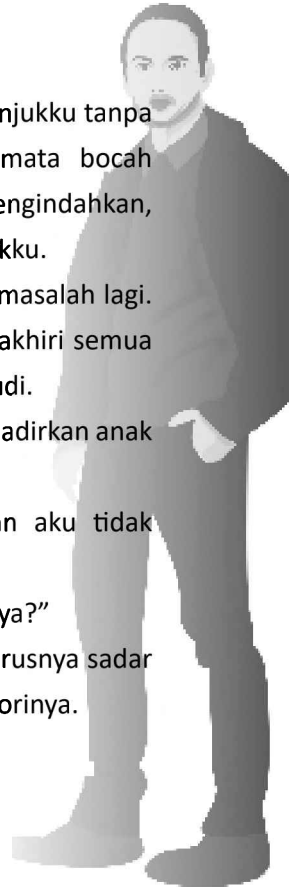 njukku tanpa
mata bocah
engindahkan,
kku.
masalah lagi.
akhiri semua
di.
adirkan anak
n aku tidak
ya?”
rusnya sadar
orinya.